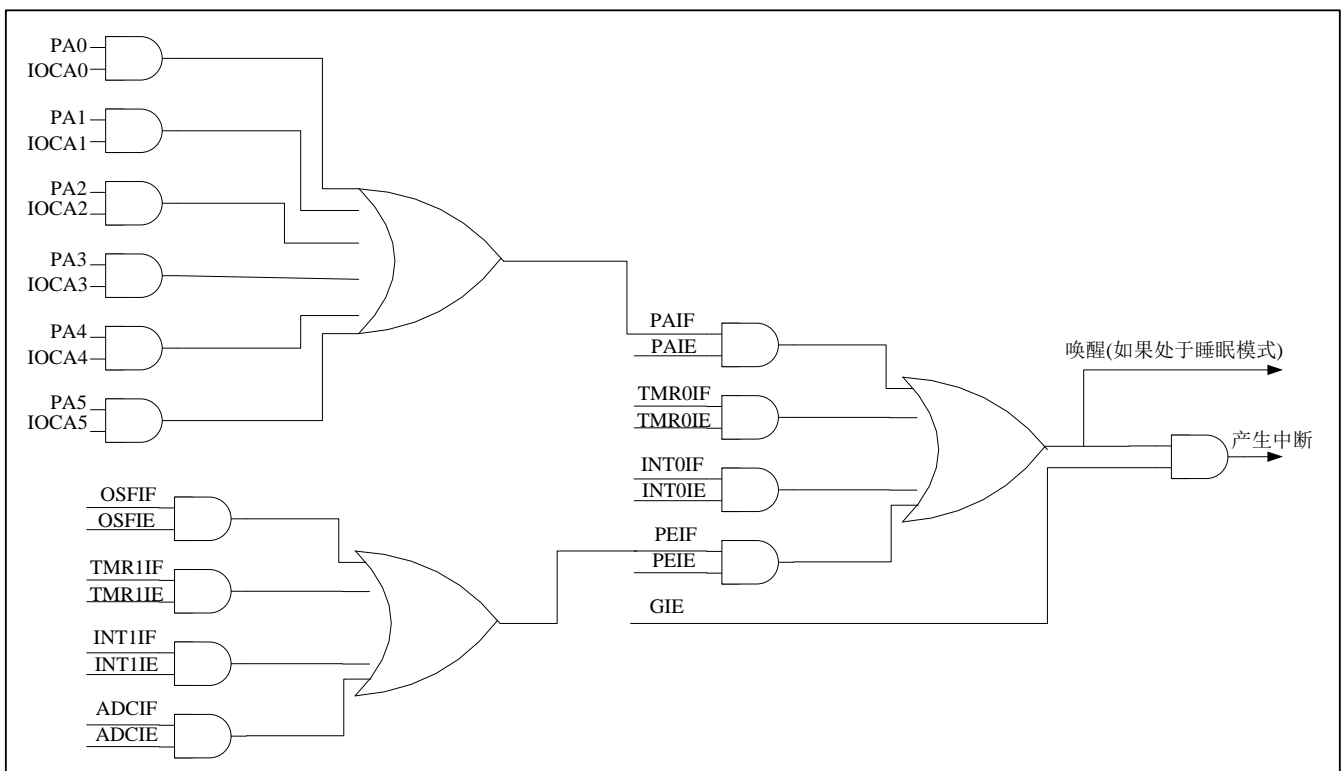 PA0
IOCA0
PA1
IOCA1
PA2
IOCA2
PA3
IOCA3
PA4
IOCA4
PA5
IOCA5
OSFIF
OSFIE
TMR1IF
TMR1IE
INT1IF
INT1IE
ADCIF
ADCIE
PAIF
PAIE
TMR0IF
TMR0IE
INT0IF
INT0IE
PEIF
PEIE
GIE
唤醒(如果处于睡眠模式)
产生中断